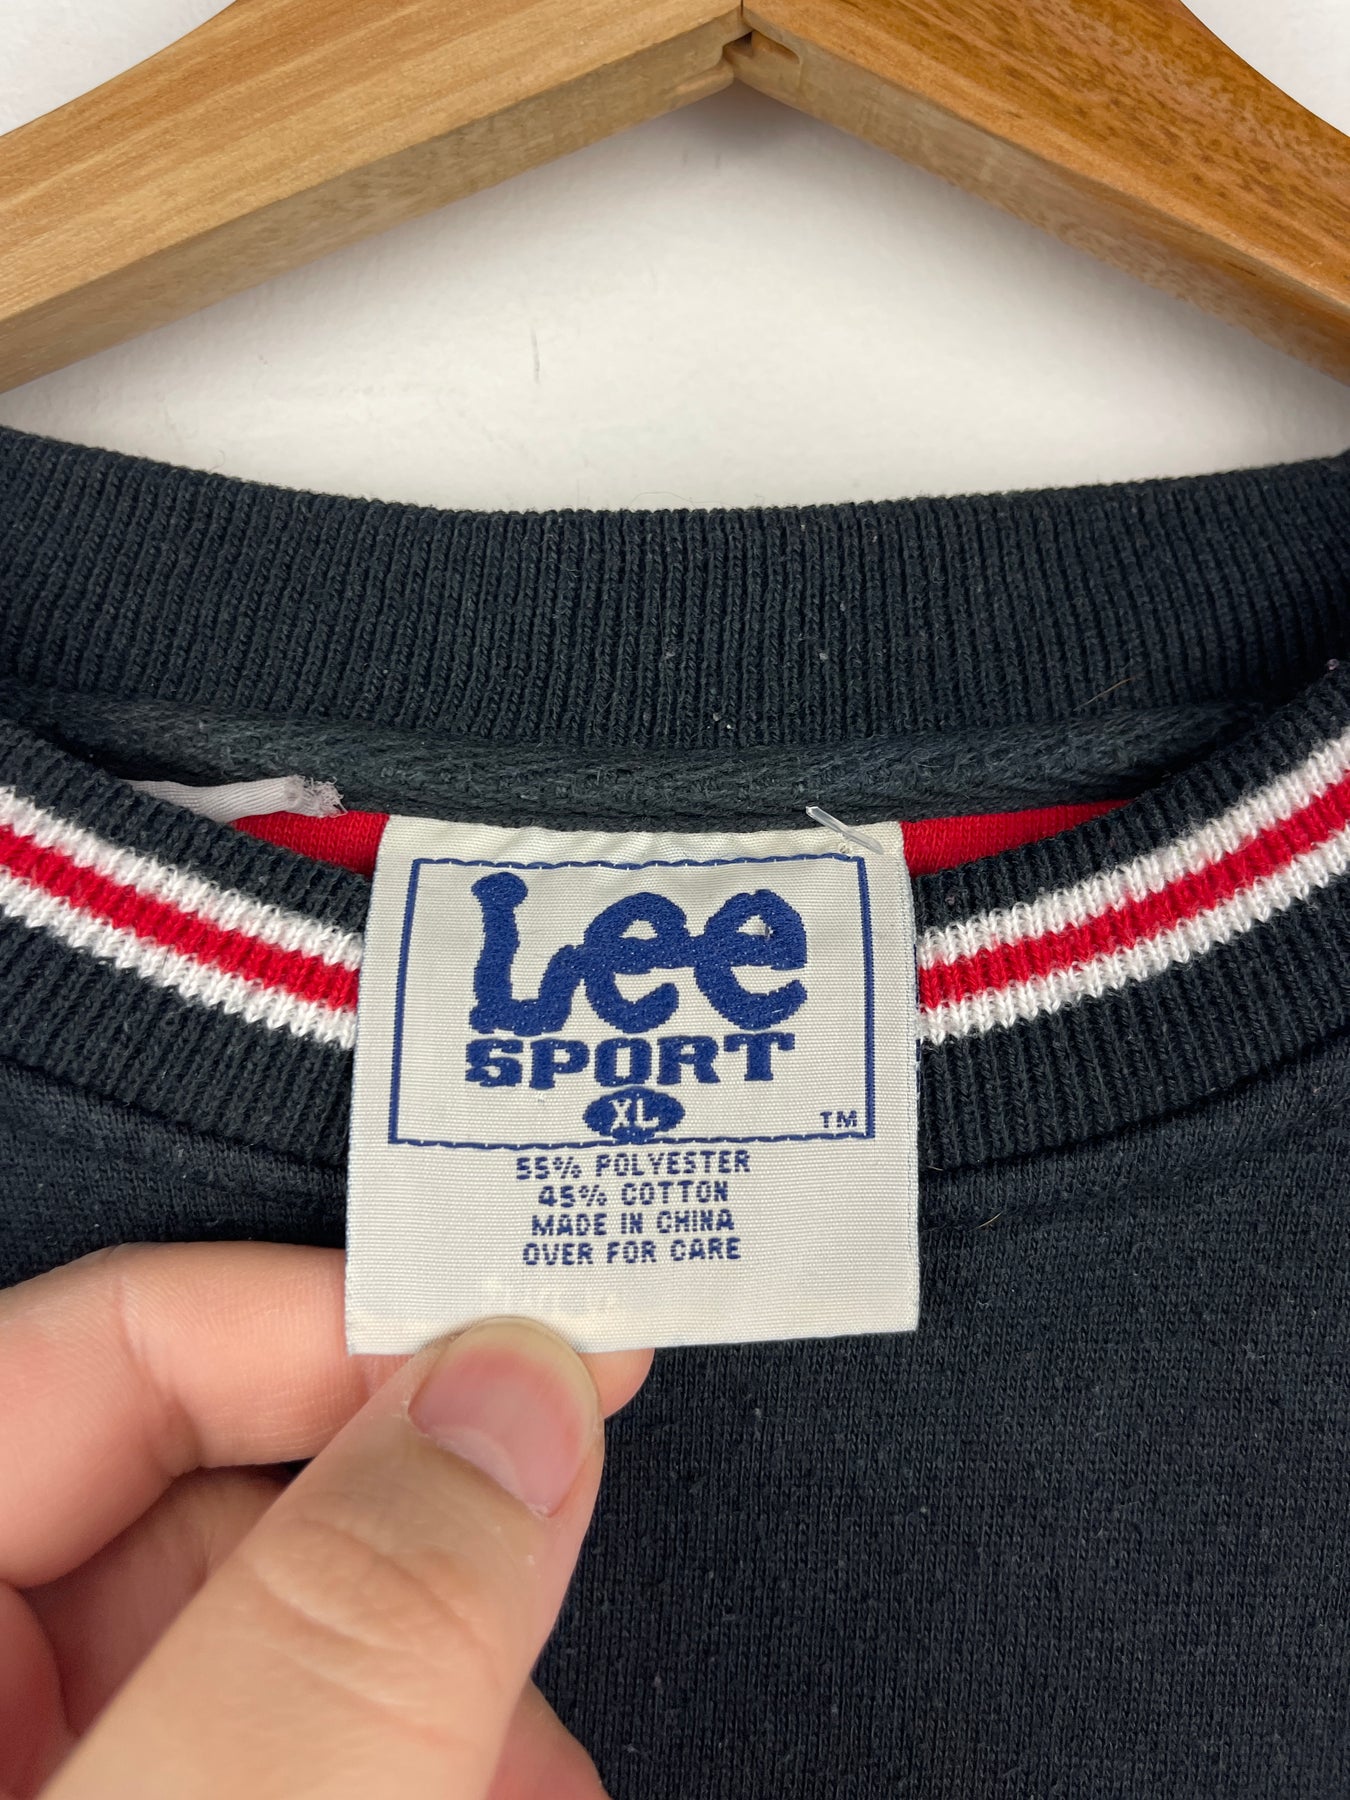 Lee
SPORT
XL
TM
55% POLYESTER
45% COTTON
MADE IN CHINA
OVER FOR CARE